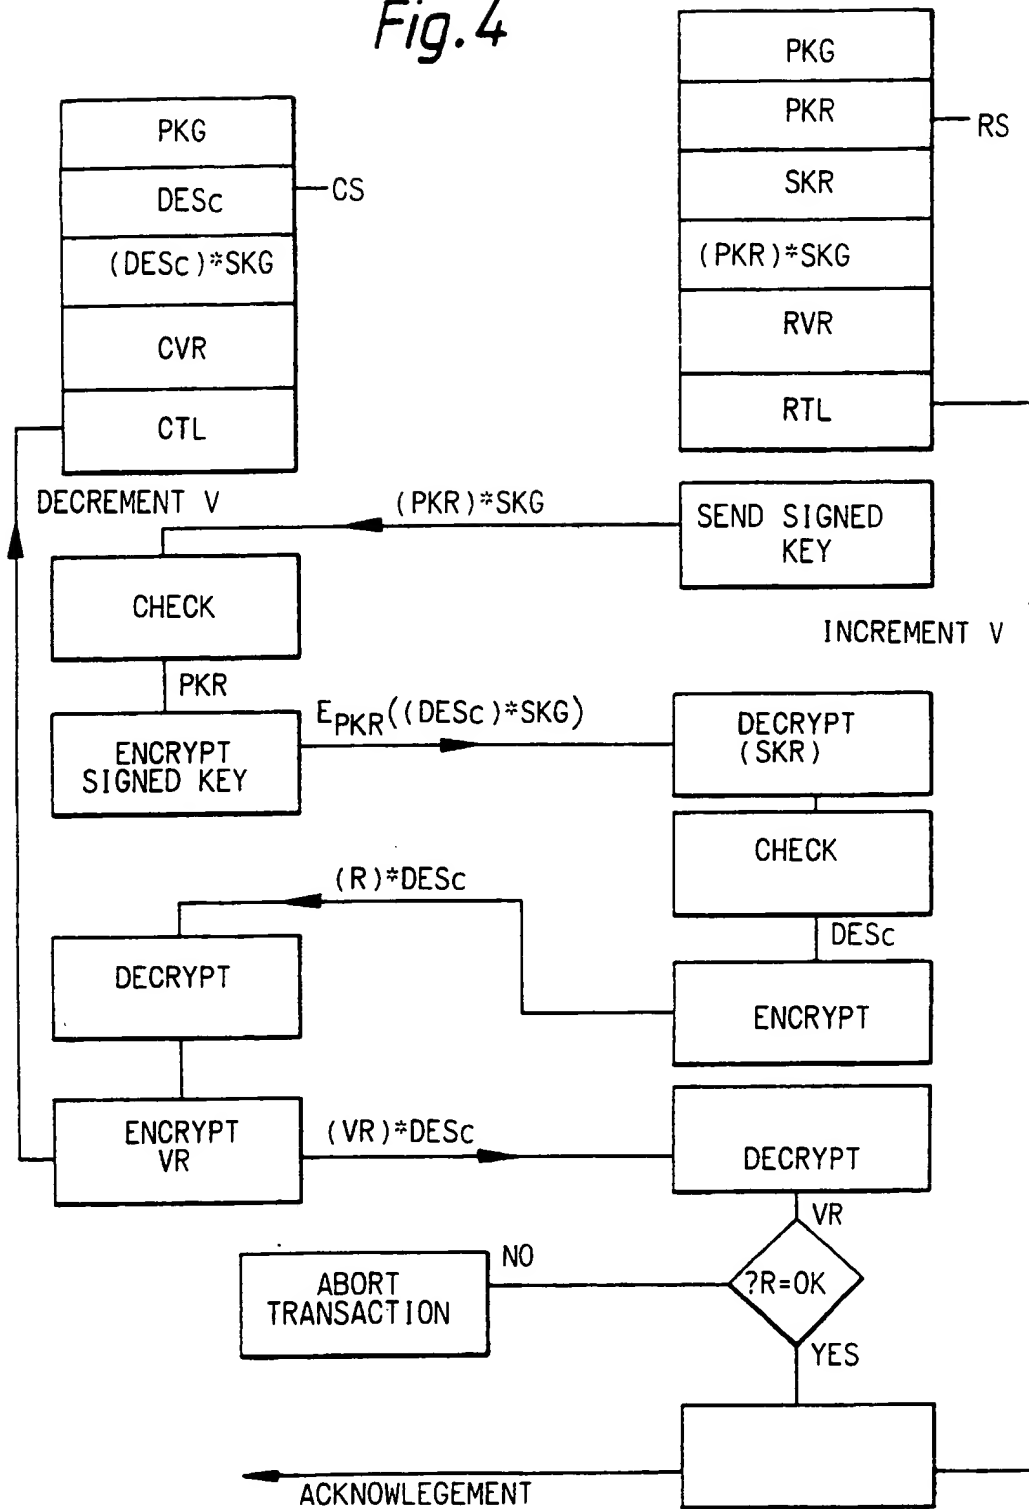 Fig.4
PKG
DESc
(DESc)*SKG
CVR
CTL
CS
PKG
PKR
SKR
(PKR)*SKG
RVR
RTL
RS
DECREMENT V
(PKR)*SKG
SEND SIGNED
KEY
CHECK
INCREMENT V
PKR
ENCRYPT
SIGNED KEY
EPKR((DESc)*SKG)
DECRYPT
(SKR)
CHECK
DESc
(R)*DESc
DECRYPT
ENCRYPT
ENCRYPT
VR
(VR)*DESc
DECRYPT
VR
?R=OK
NO
ABORT
TRANSACTION
YES
ACKNOWLEGEMENT